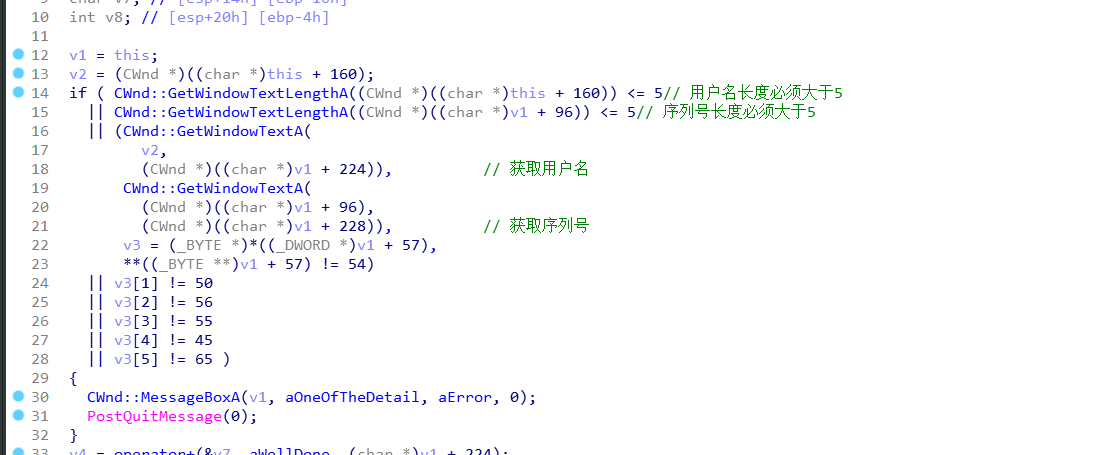 10 int v8; // [esp+20h] [ebp-4h]
11
12 v1 = this;
13 v2 = (CWnd *)((char *)this + 160);
14 if ( CWnd::GetWindowTextLengthA((CWnd *)((char *)this + 160)) <= 5// 用户名长度必须大于5
15 || CWnd::GetWindowTextLengthA((CWnd *)((char *)v1 + 96)) <= 5// 序列号长度必须大于5
16 || (CWnd::GetWindowTextA(
17 v2,
18 (CWnd *)((char *)v1 + 224)), // 获取用户名
19 CWnd::GetWindowTextA(
20 (CWnd *)((char *)v1 + 96),
21 (CWnd *)((char *)v1 + 228)), // 获取序列号
22 v3 = (_BYTE *)*((_DWORD *)v1 + 57),
23 **((_BYTE **)v1 + 57) != 54)
24 || v3[1] != 50
25 || v3[2] != 56
26 || v3[3] != 55
27 || v3[4] != 45
28 || v3[5] != 65 )
29 {
30 CWnd::MessageBoxA(v1, aOneOfTheDetail, aError, 0);
31 PostQuitMessage(0);
32 }
33 v4 = operator+(&v7, aWellDone, (char *)v1 + 224);